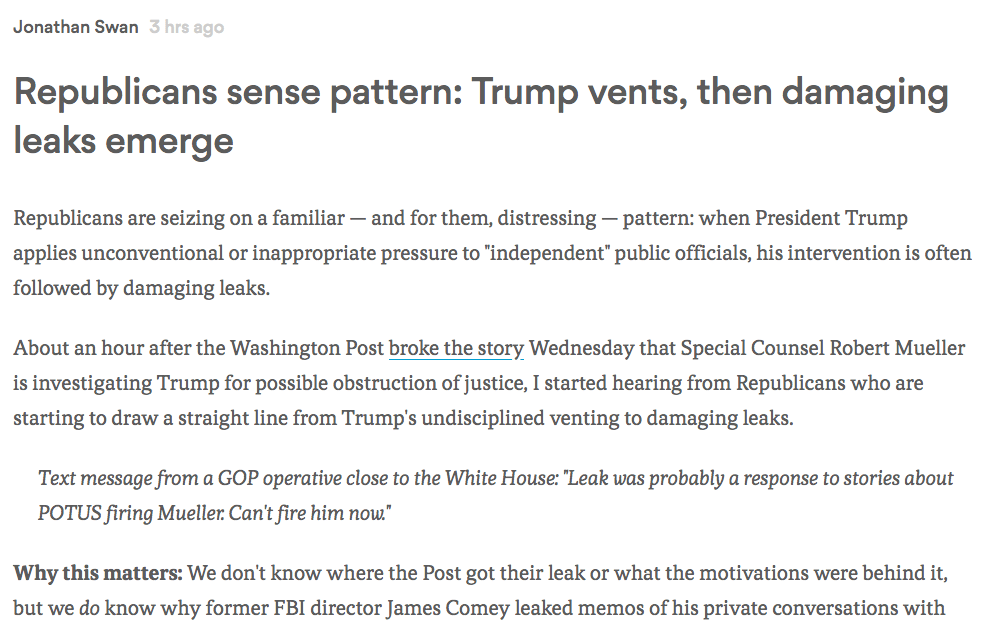 Jonathan Swan 3 hrs ago
Republicans sense pattern: Trump vents, then damaging
leaks emerge
Republicans are seizing on a familiar — and for them, distressing — pattern: when President Trump
applies unconventional or inappropriate pressure to "independent" public officials, his intervention is often
followed by damaging leaks.
About an hour after the Washington Post broke the story Wednesday that Special Counsel Robert Mueller
is investigating Trump for possible obstruction of justice, I started hearing from Republicans who are
starting to draw a straight line from Trump's undisciplined venting to damaging leaks.
Text message from a GOP operative close to the White House: "Leak was probably a response to stories about
POTUS firing Mueller. Can't fire him now."
Why this matters: We don't know where the Post got their leak or what the motivations were behind it,
but we do know why former FBI director James Comey leaked memos of his private conversations with